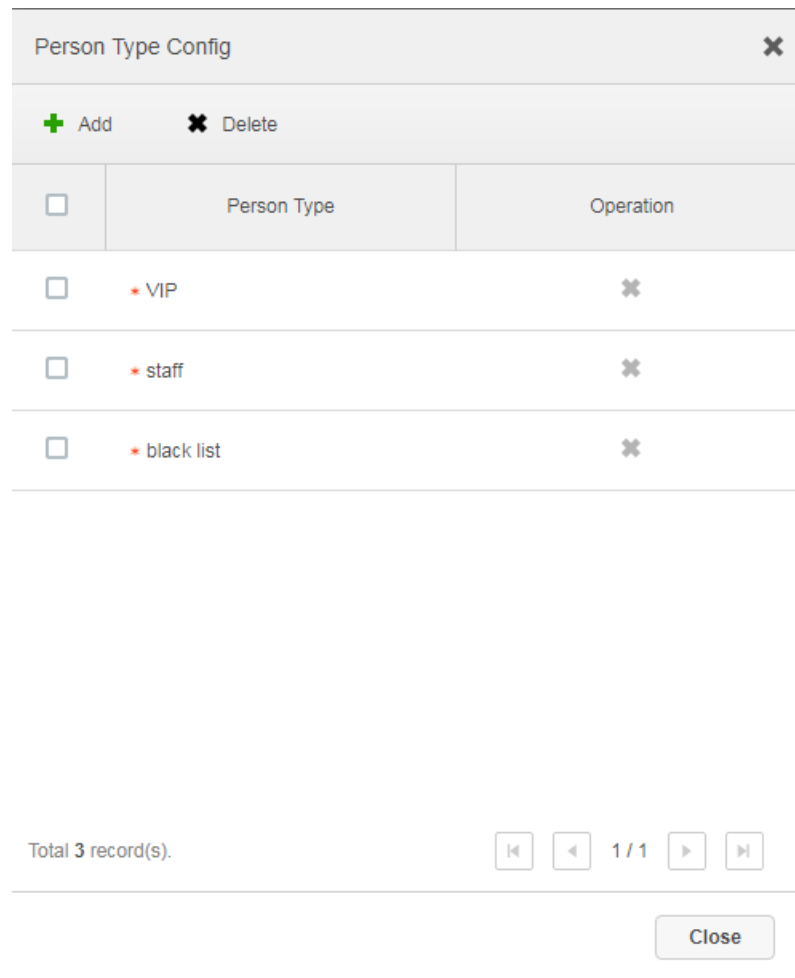 Person Type Config
Add Delete
Person Type Operation
* VIP
* staff
* black list
Total 3 record(s). 1 / 1
Close